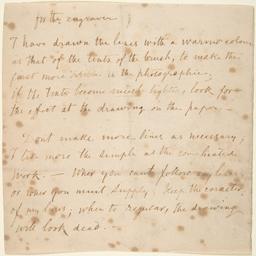 for the engraver
I have drawn the lines with a warmer colour
as that of the tints of the brush, to make the
most more visible in the photographie.
if the tints become much lighter, look for
the efect at the drawing on the paper. —
Dont make more lines as necessary,
I like more the simple as the complicated
work. — When you cant follow my lines
or when you must supply, keep the caracter
of my lines; when to regular, the drawing
will look dead. —